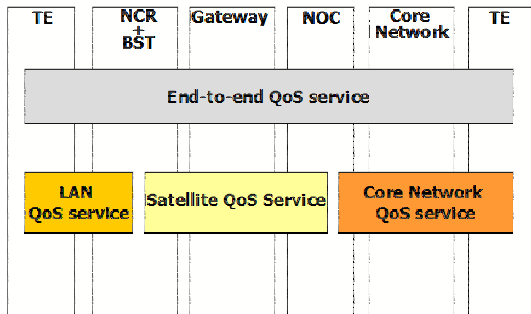 TE
NCR
+
BST
Gateway
NOC
Core
Network
TE
End-to-end QoS service
LAN
QoS service
Satellite QoS Service
Core Network
QoS service